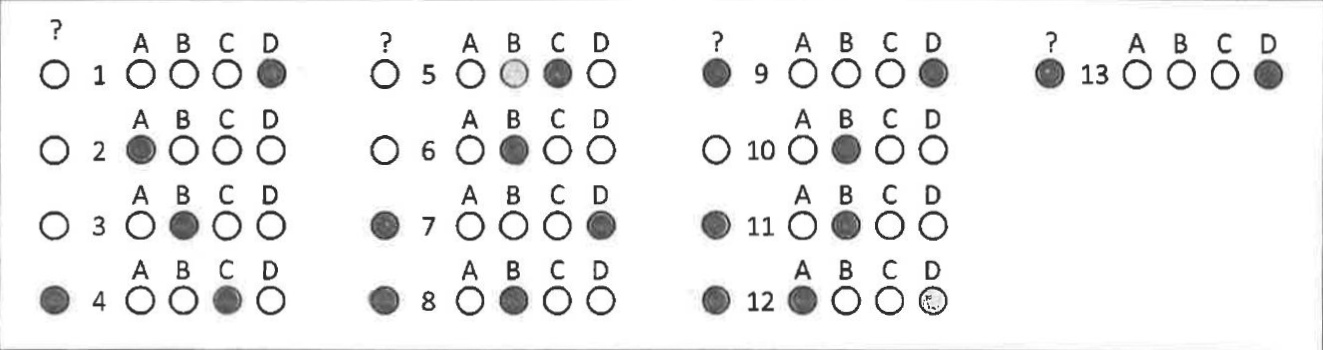 ? A B C D ? A B C D ? A B C D ? A B C D
1 5 9 13
A B C D A B C D A B C D
2 6 10
A B C D A B C D A B C D
3 7 11
A B C D A B C D A B C D
4 8 12